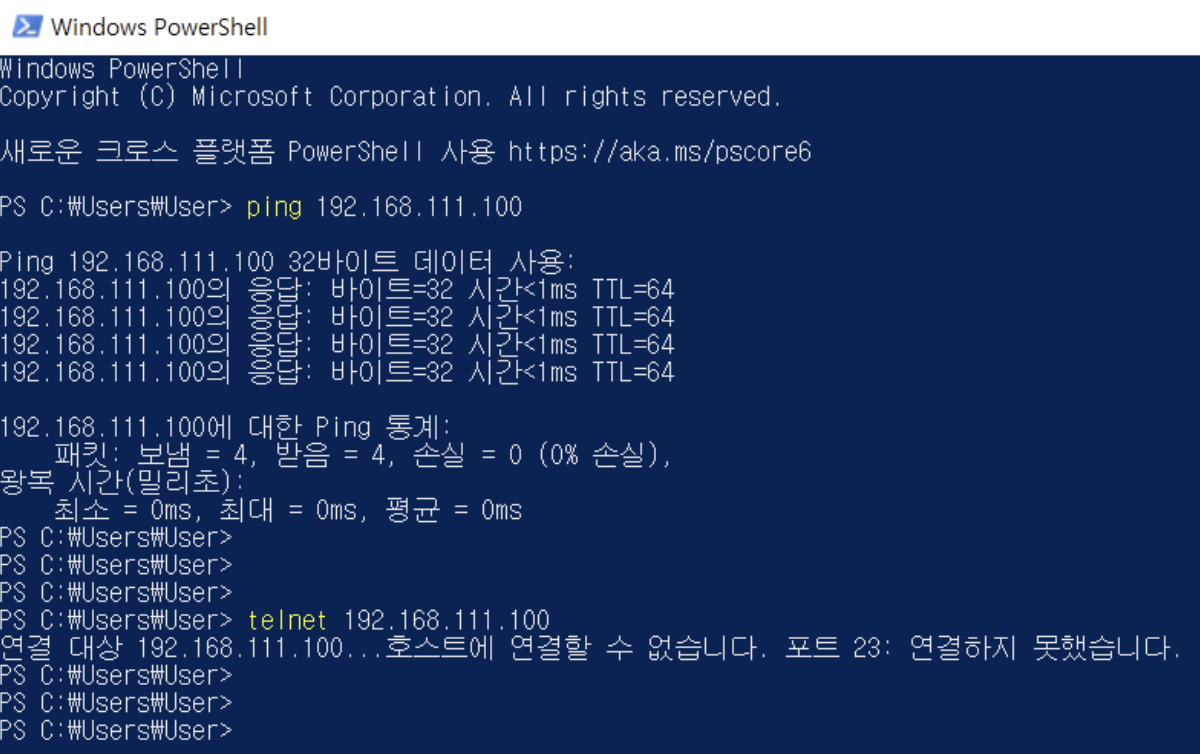 Windows PowerShell
Windows PowerShell
Copyright (C) Microsoft Corporation. All rights reserved.
새로운 크로스 플랫폼 PowerShell 사용 https://aka.ms/pscore6
PS C:₩Users₩User> ping 192.168.111.100
Ping 192.168.111.100 32바이트 데이터 사용:
192.168.111.100의 응답: 바이트=32 시간<1ms TTL=64
192.168.111.100의 응답: 바이트=32 시간<1ms TTL=64
192.168.111.100의 응답: 바이트=32 시간<1ms TTL=64
192.168.111.100의 응답: 바이트=32 시간<1ms TTL=64
192.168.111.100에 대한 Ping 통계:
패킷: 보냄 = 4, 받음 = 4, 손실 = 0 (0% 손실),
왕복 시간(밀리초):
최소 = 0ms, 최대 = 0ms, 평균 = 0ms
PS C:₩Users₩User>
PS C:₩Users₩User>
PS C:₩Users₩User>
PS C:₩Users₩User> telnet 192.168.111.100
연결 대상 192.168.111.100...호스트에 연결할 수 없습니다. 포트 23: 연결하지 못했습니다.
PS C:₩Users₩User>
PS C:₩Users₩User>
PS C:₩Users₩User>